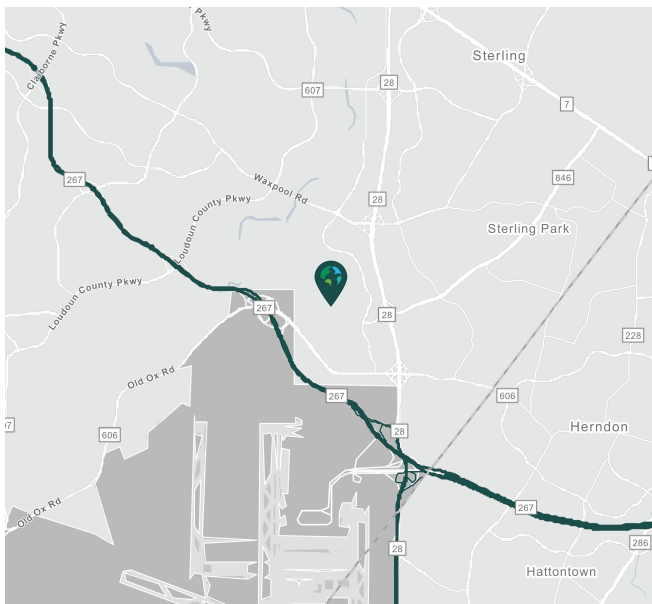 Pkwy
Claiborne Pkwy
Sterling
28
607
7
267
Waxpool Rd
846
Loudoun County Pkwy
28
Sterling Park
Loudoun County Pkwy
267
28
228
Old Ox Rd
267
606
07
606
28
Herndon
Old Ox Rd
267
286
28
Hattontown